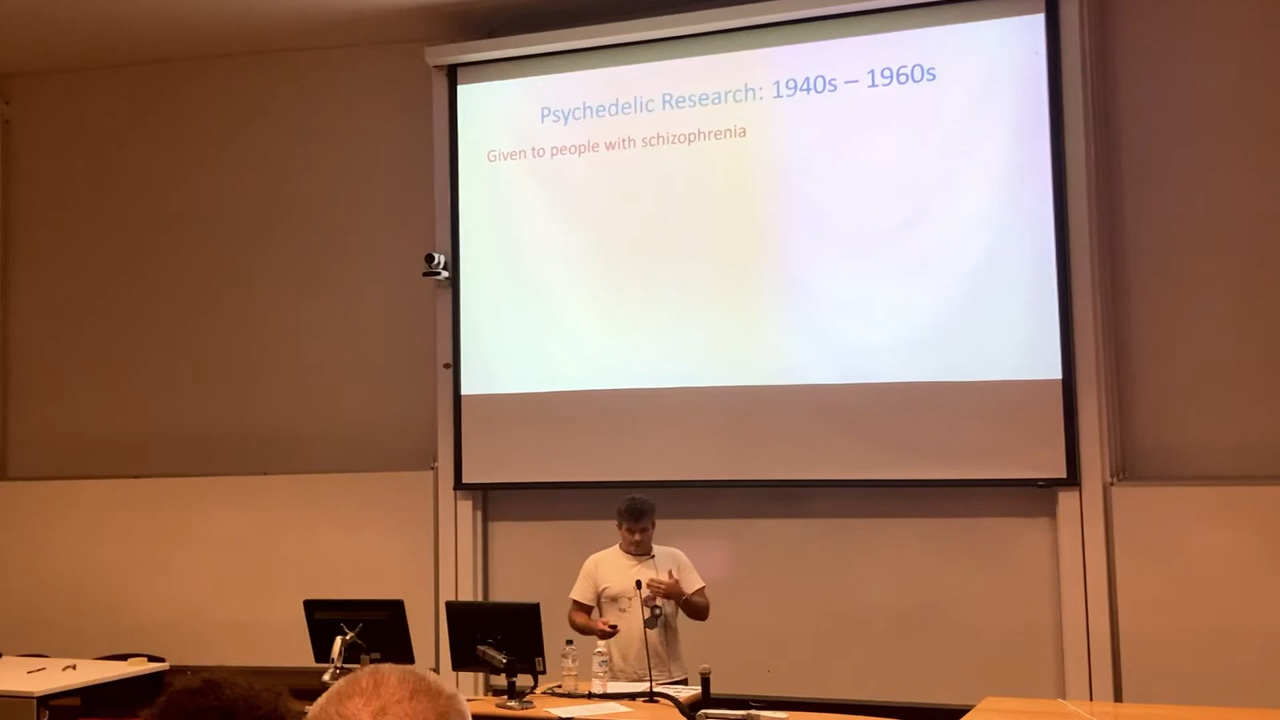 Psychedelic Research: 1940s – 1960s
Given to people with schizophrenia